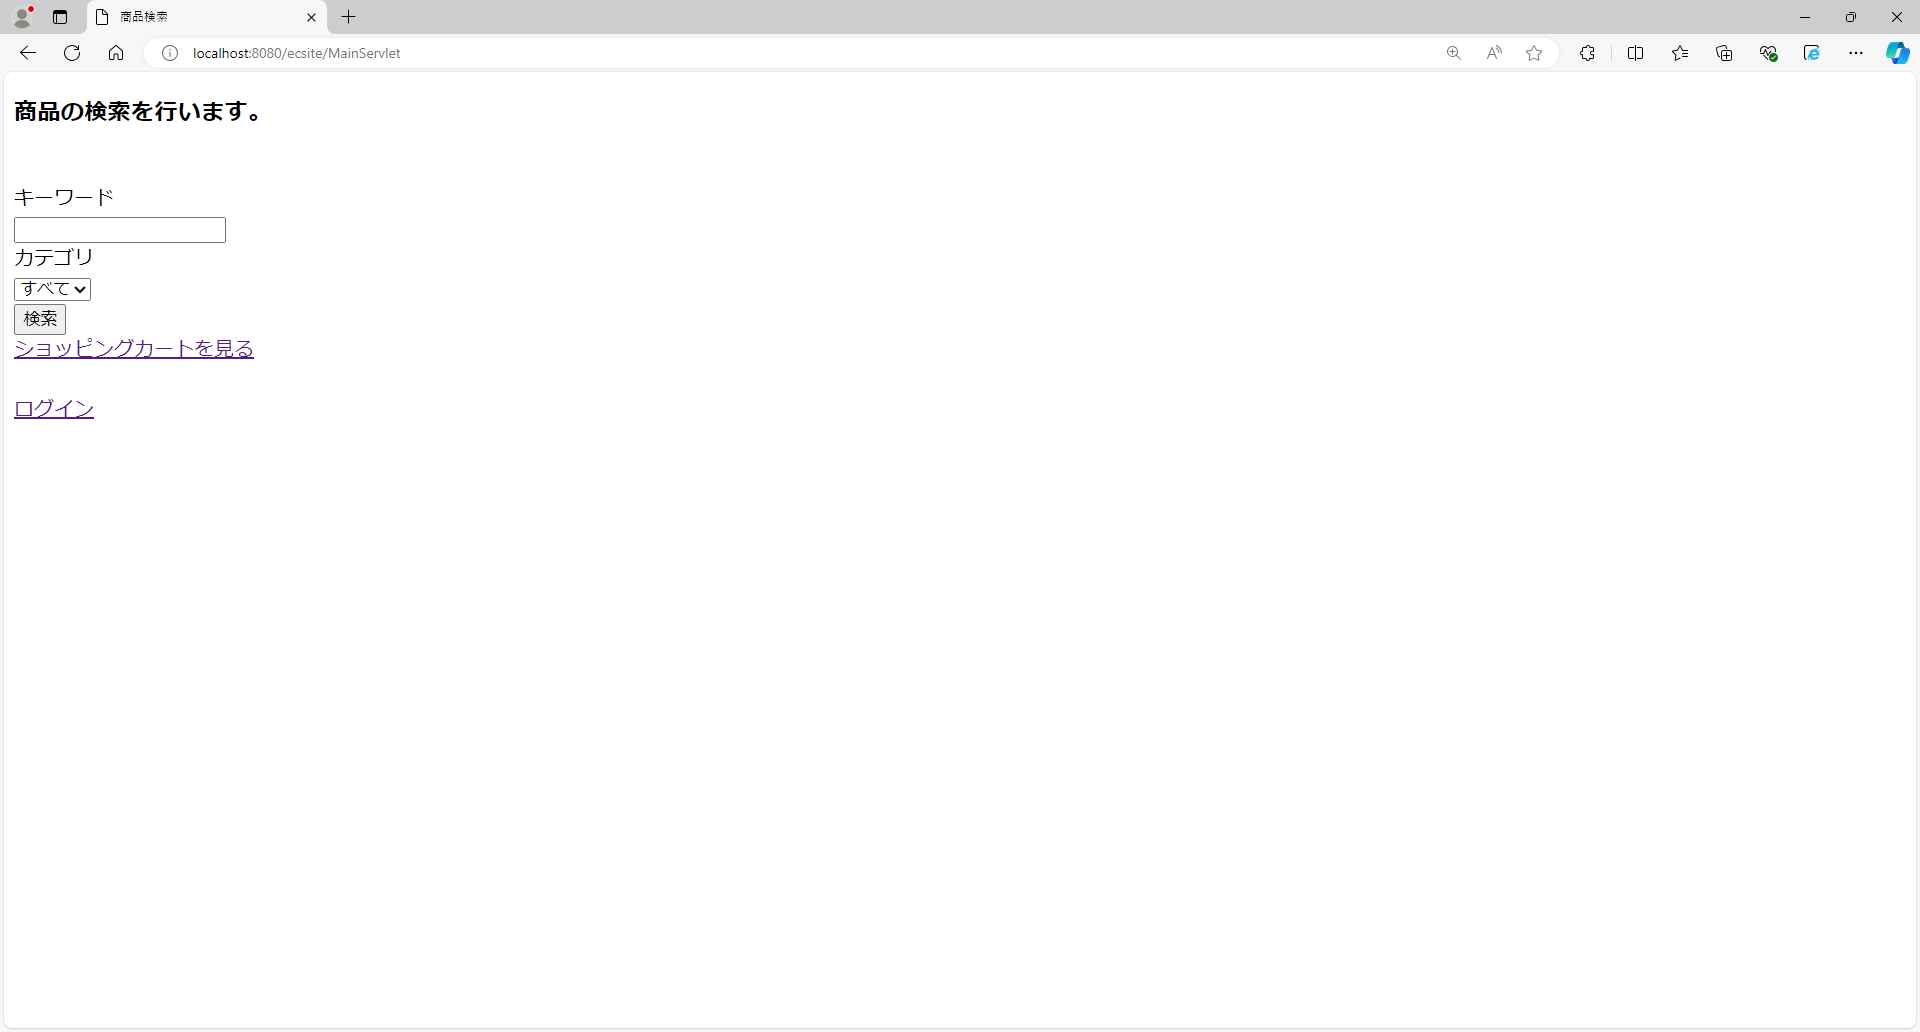 商品検索
localhost:8080/ecsite/MainServlet
商品の検索を行います。
キーワード
カテゴリ
すべて
検索
ショッピングカートを見る
ログイン